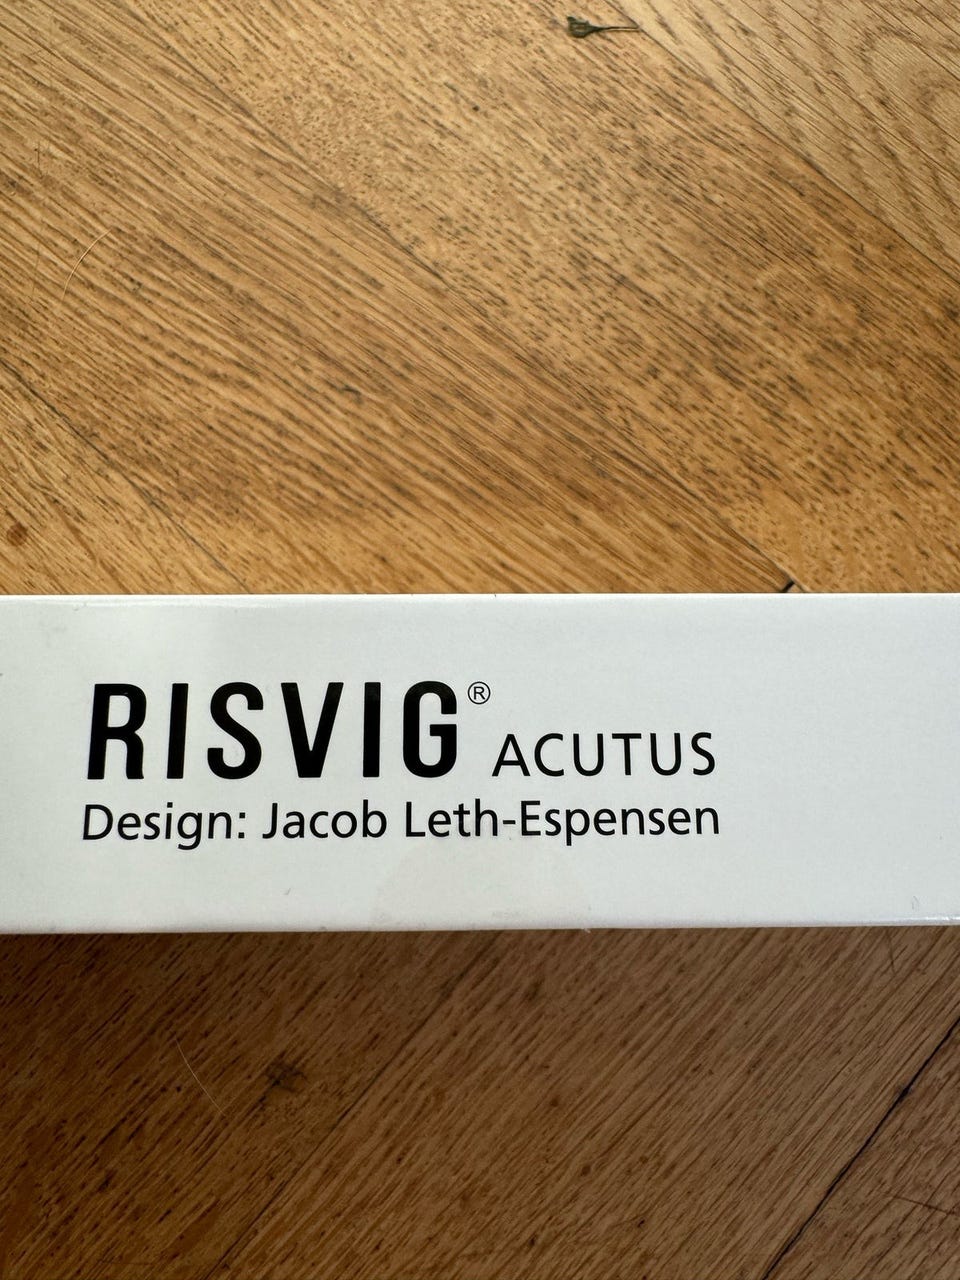 RISVIG® ACUTUS
Design: Jacob Leth-Espensen